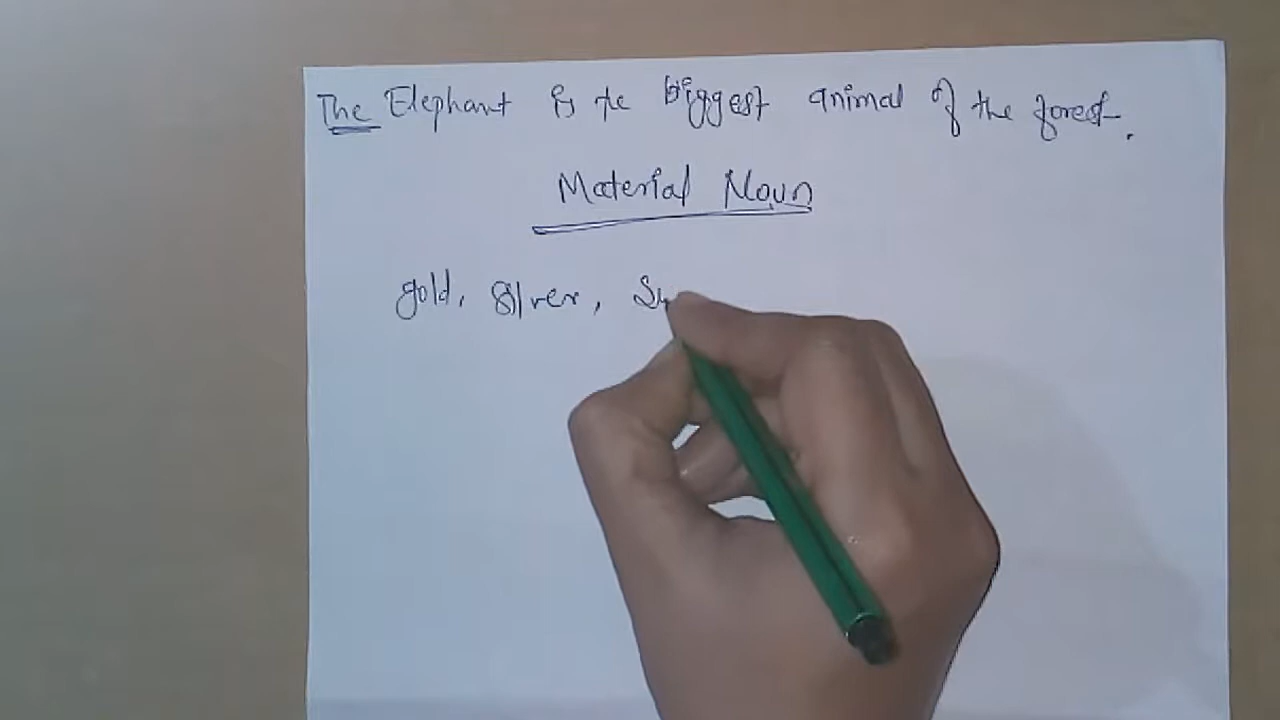 The Elephant is the biggest animal of the forest.
Material Noun
gold, Silver,